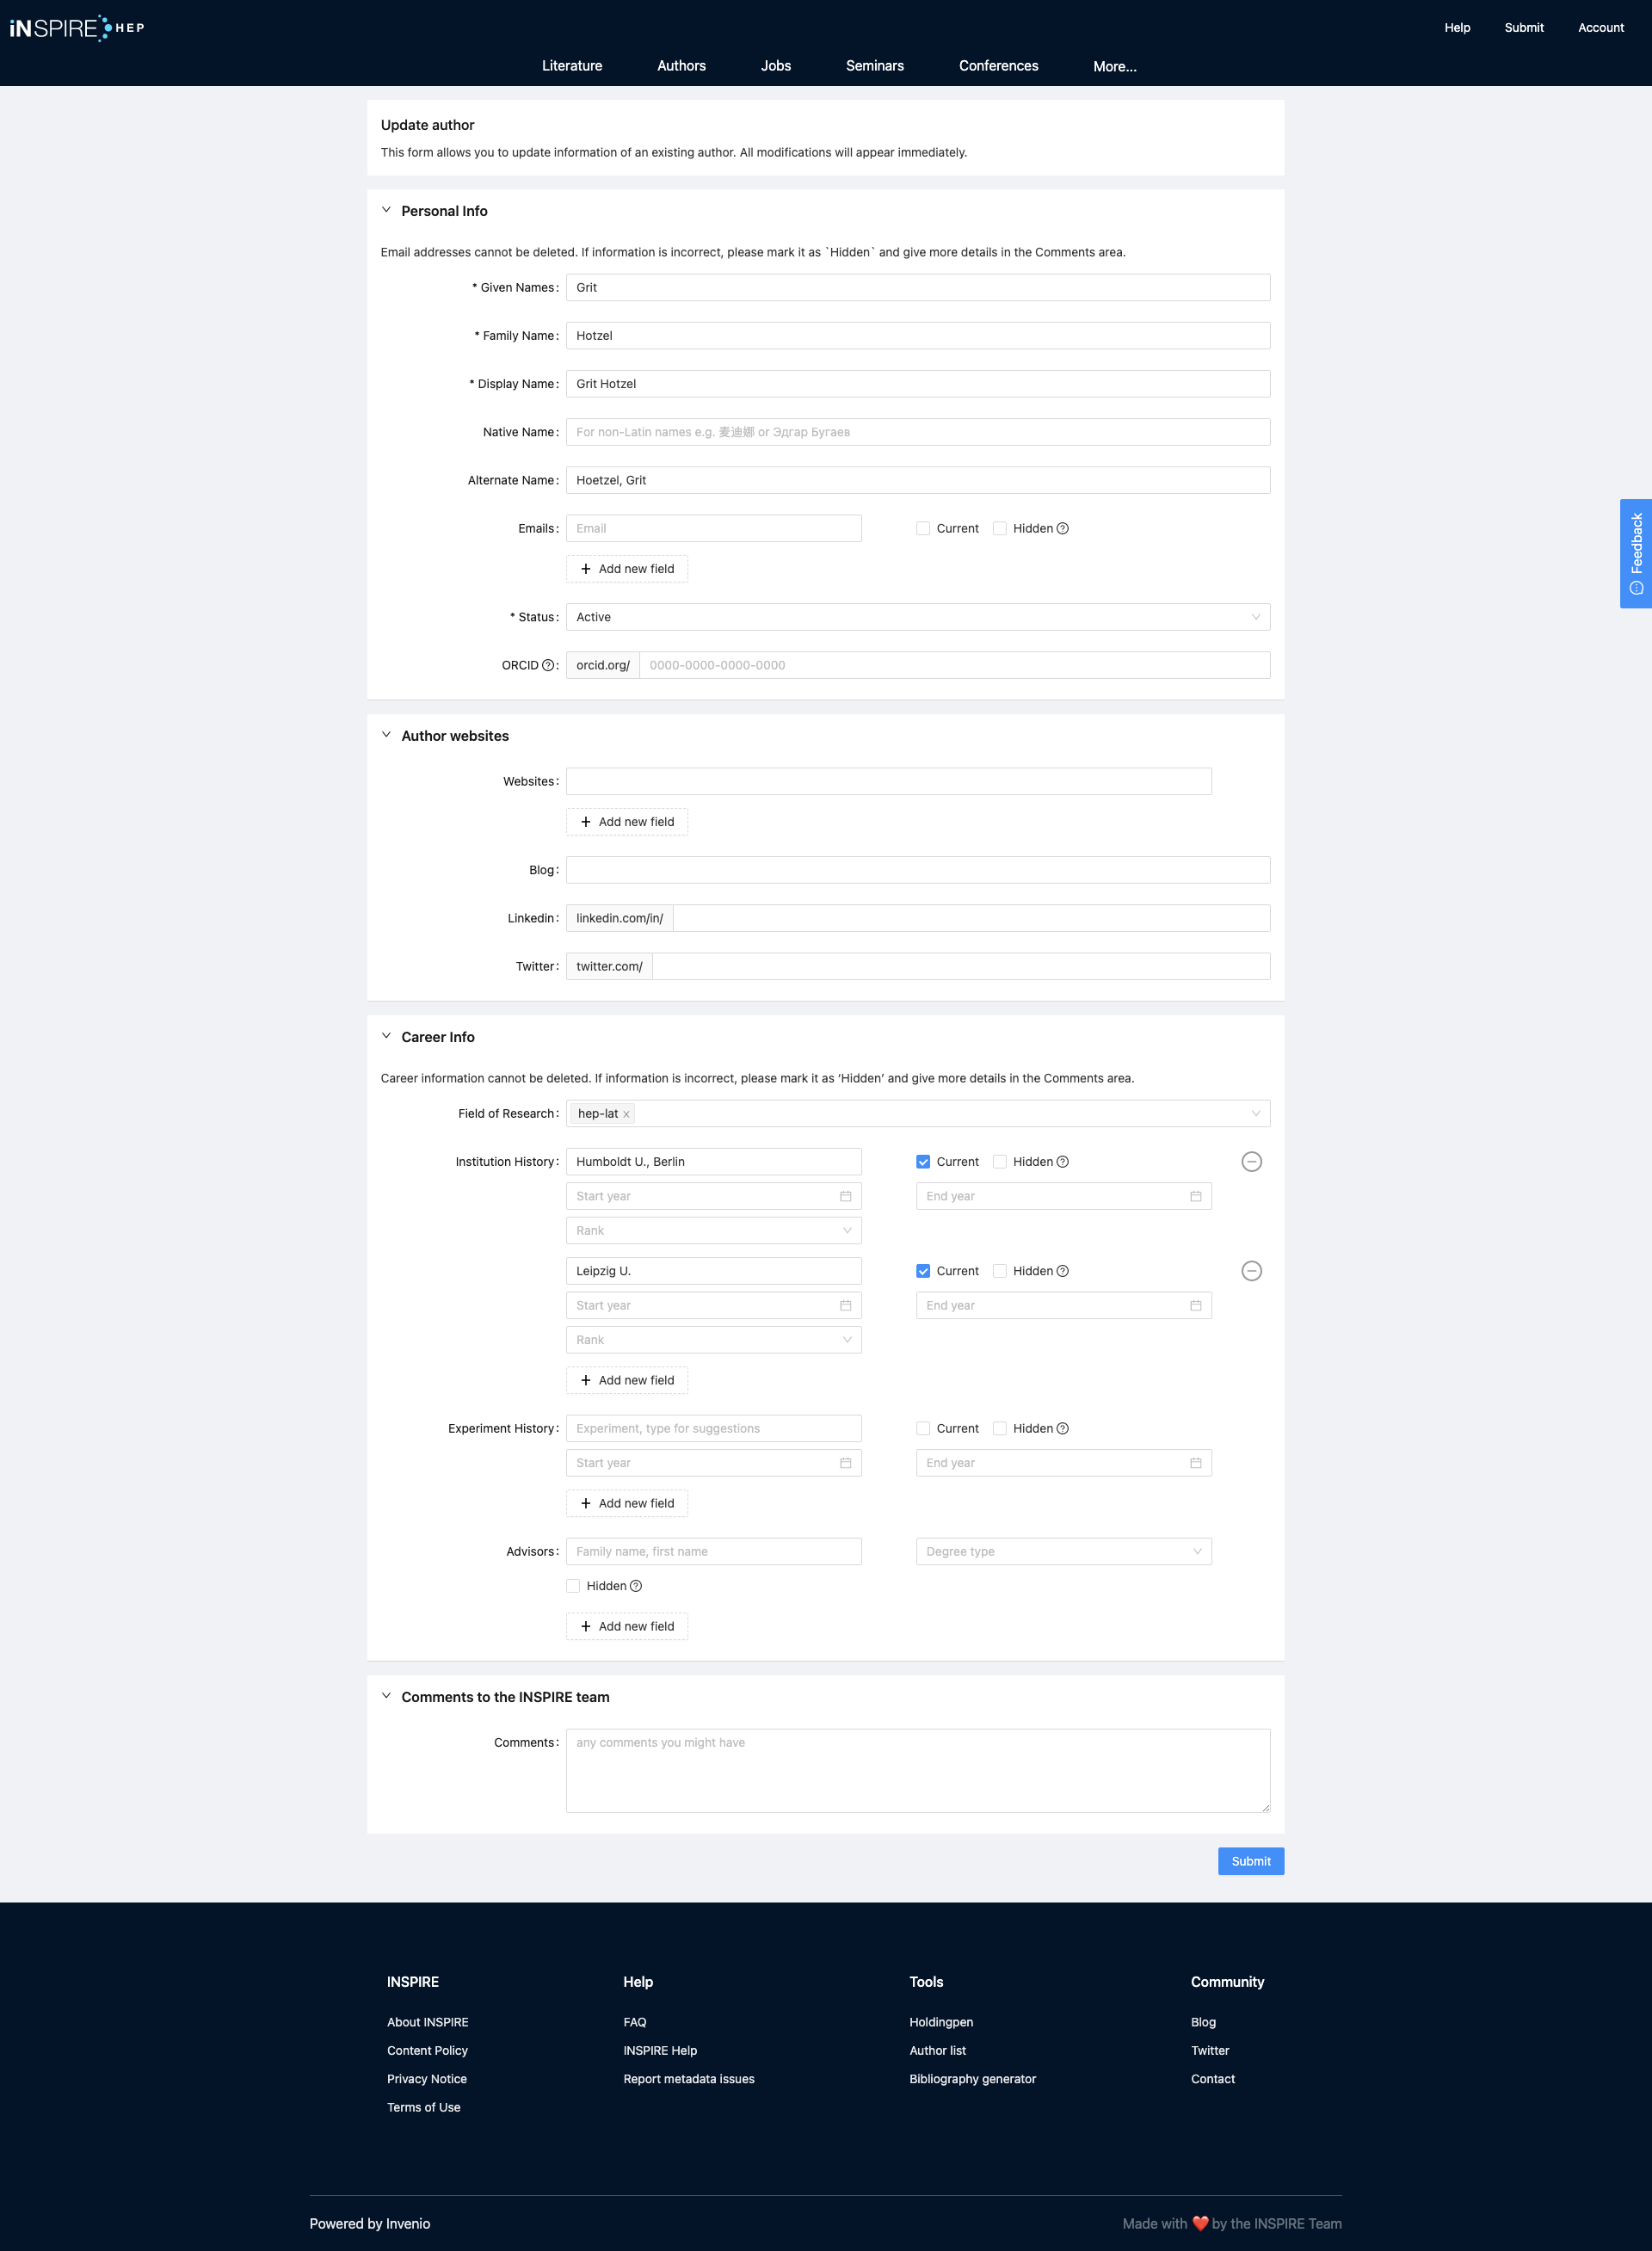 iNSPIRE HEP
Help Submit Account
Literature Authors Jobs Seminars Conferences More...
Update author
This form allows you to update information of an existing author. All modifications will appear immediately.
Personal Info
Email addresses cannot be deleted. If information is incorrect, please mark it as `Hidden` and give more details in the Comments area.
* Given Names: Grit
* Family Name: Hotzel
* Display Name: Grit Hotzel
Native Name: For non-Latin names e.g. 麦迪娜 or Эдгар Бугаев
Alternate Name: Hoetzel, Grit
Emails: Email Current Hidden
Add new field
* Status: Active
ORCID : orcid.org/ 0000-0000-0000-0000
Feedback
Author websites
Websites:
Add new field
Blog:
Linkedin: linkedin.com/in/
Twitter: twitter.com/
Career Info
Career information cannot be deleted. If information is incorrect, please mark it as ‘Hidden’ and give more details in the Comments area.
Field of Research: hep-lat
Institution History: Humboldt U., Berlin Current Hidden
Start year End year
Rank
Leipzig U. Current Hidden
Start year End year
Rank
Add new field
Experiment History: Experiment, type for suggestions Current Hidden
Start year End year
Add new field
Advisors: Family name, first name Degree type
Hidden
Add new field
Comments to the INSPIRE team
Comments: any comments you might have
Submit
INSPIRE Help Tools Community
About INSPIRE FAQ Holdingpen Blog
Content Policy INSPIRE Help Author list Twitter
Privacy Notice Report metadata issues Bibliography generator Contact
Terms of Use
Powered by Invenio Made with ❤️ by the INSPIRE Team